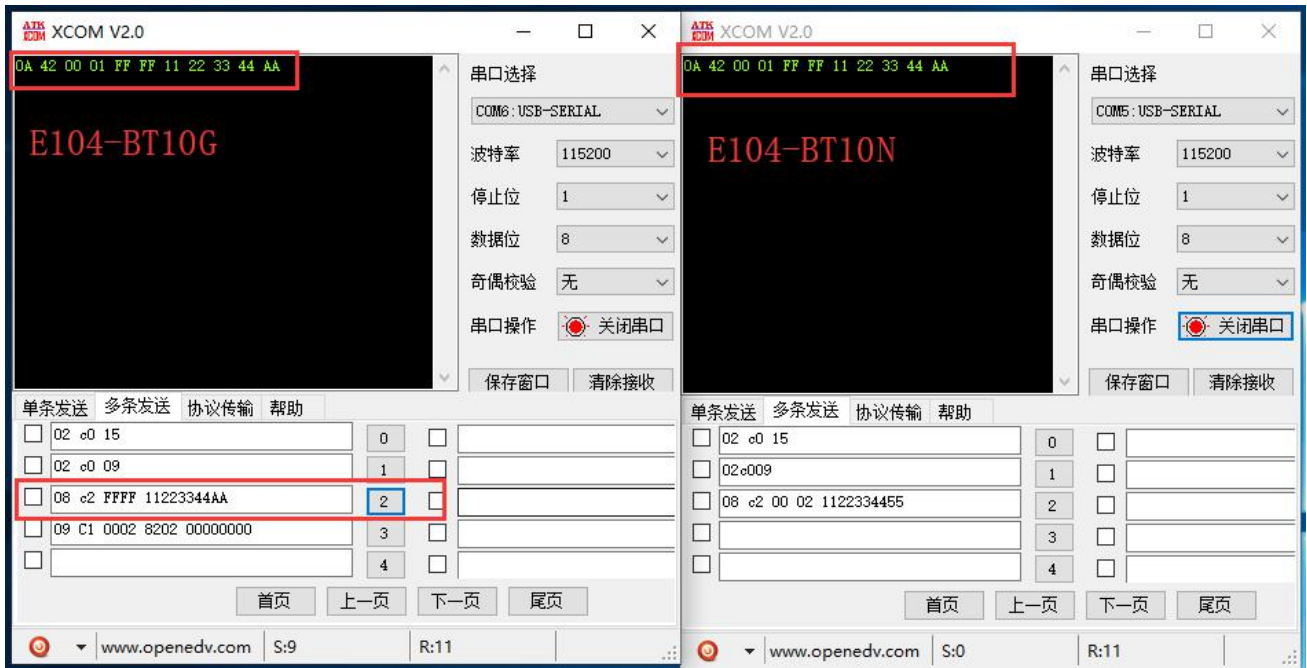 ATK XCOM XCOM V2.0
0A 42 00 01 FF FF 11 22 33 44 AA
E104-BT10G
串口选择
COM6:USB-SERIAL
波特率 115200
停止位 1
数据位 8
奇偶校验 无
串口操作 关闭串口
保存窗口 清除接收
单条发送 多条发送 协议传输 帮助
02 c0 15 0
02 c0 09 1
08 c2 FFFF 11223344AA 2
09 C1 0002 8202 00000000 3
4
首页 上一页 下一页 尾页
www.openedv.com S:9 R:11
ATK XCOM XCOM V2.0
0A 42 00 01 FF FF 11 22 33 44 AA
E104-BT10N
串口选择
COM5:USB-SERIAL
波特率 115200
停止位 1
数据位 8
奇偶校验 无
串口操作 关闭串口
保存窗口 清除接收
单条发送 多条发送 协议传输 帮助
02 c0 15 0
02c009 1
08 c2 00 02 1122334455 2
3
4
首页 上一页 下一页 尾页
www.openedv.com S:0 R:11